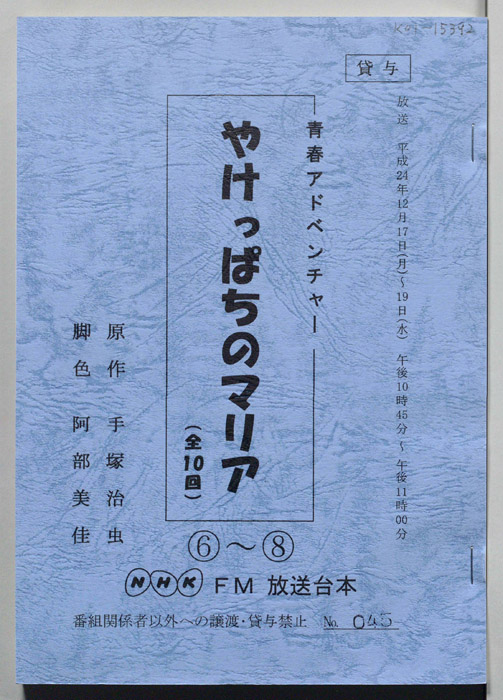 K07-15392
貸与
放送 平成24年12月17日(月)～19日(水) 午後10時45分～午後11時00分
青春アドベンチャー
やけっぱちのマリア
(全10回)
原作 手塚治虫
脚色 阿部美佳
⑥～⑧
NHK FM 放送台本
番組関係者以外への譲渡・貸与禁止 No. 045